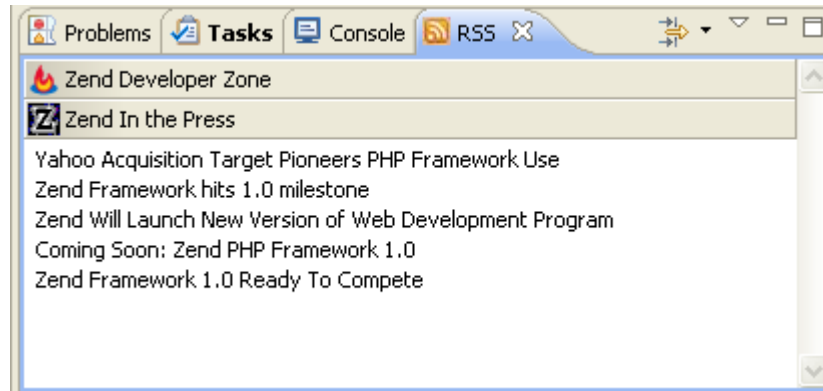 Problems Tasks Console RSS
Zend Developer Zone
Z Zend In the Press
Yahoo Acquisition Target Pioneers PHP Framework Use
Zend Framework hits 1.0 milestone
Zend Will Launch New Version of Web Development Program
Coming Soon: Zend PHP Framework 1.0
Zend Framework 1.0 Ready To Compete